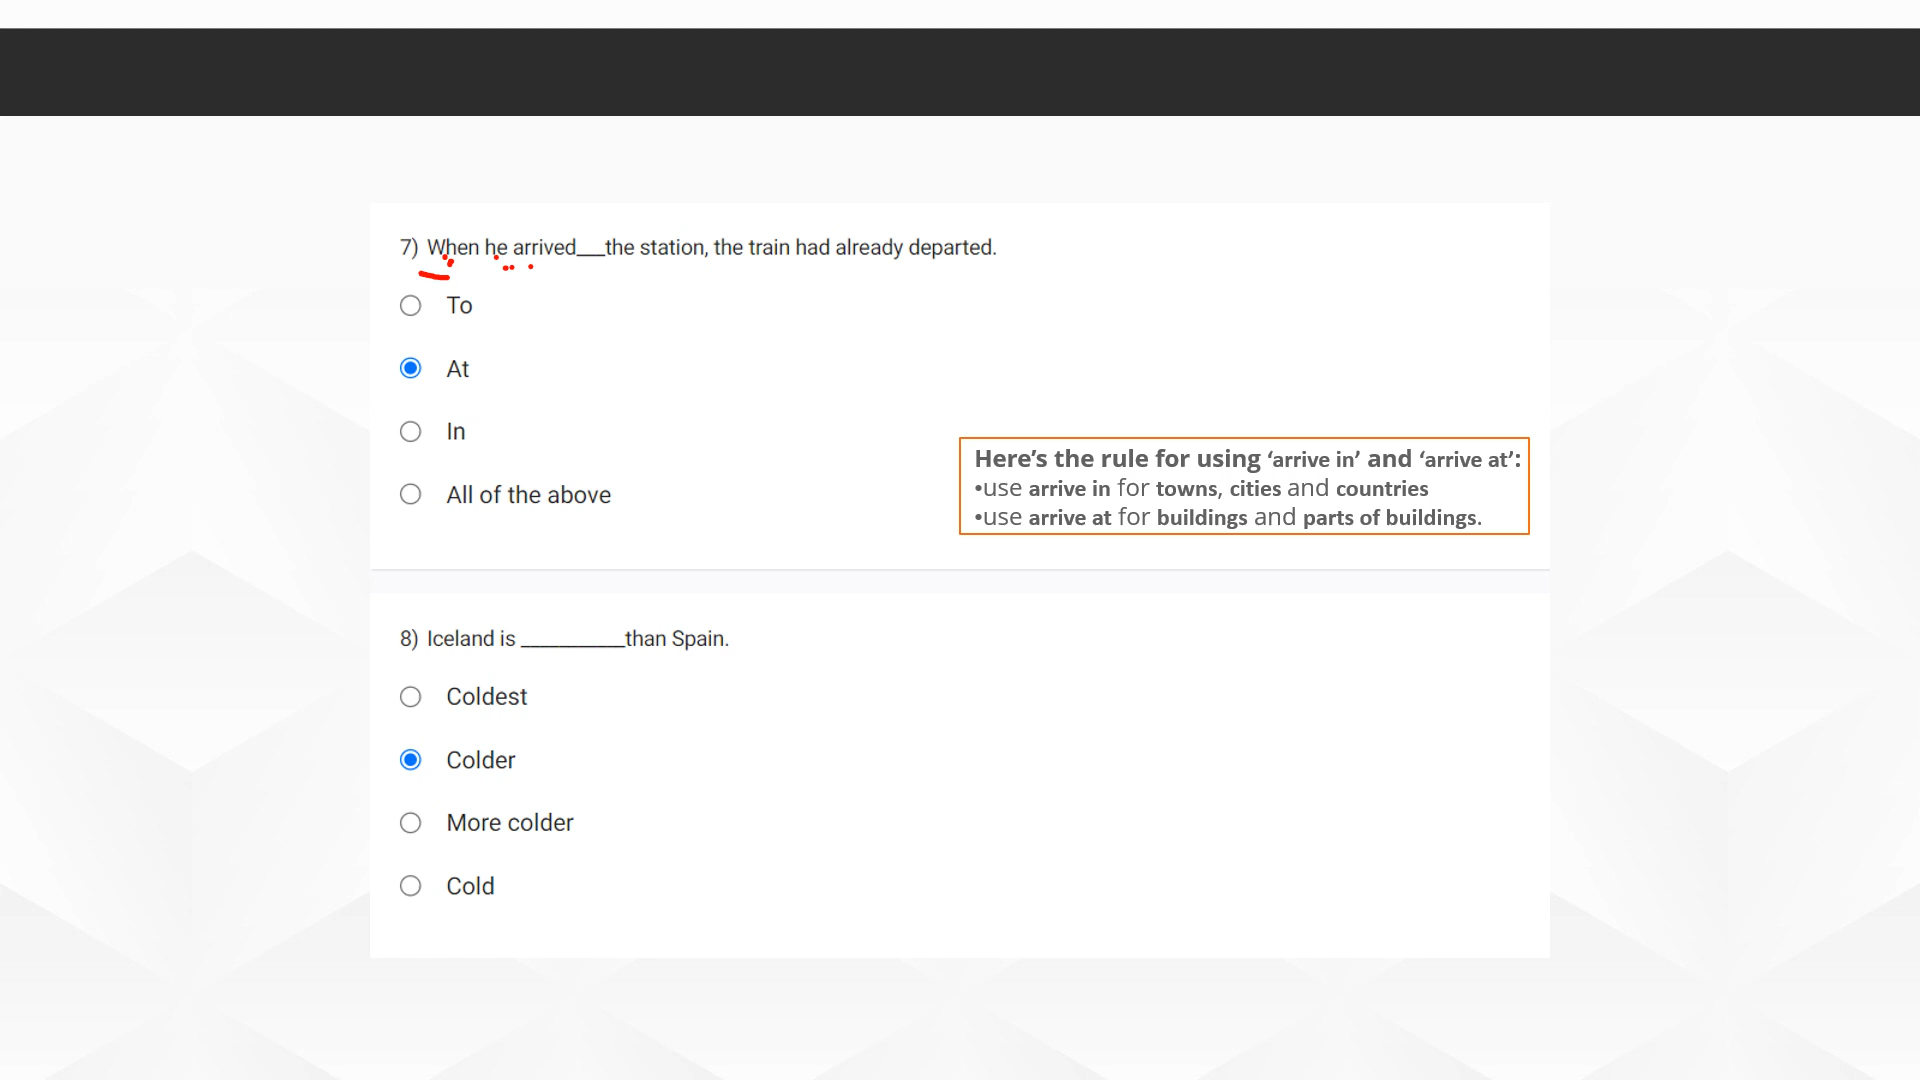 7) When he arrived___the station, the train had already departed.
To
At
In
All of the above
Here’s the rule for using ‘arrive in’ and ‘arrive at’:
•use arrive in for towns, cities and countries
•use arrive at for buildings and parts of buildings.
8) Iceland is __________than Spain.
Coldest
Colder
More colder
Cold